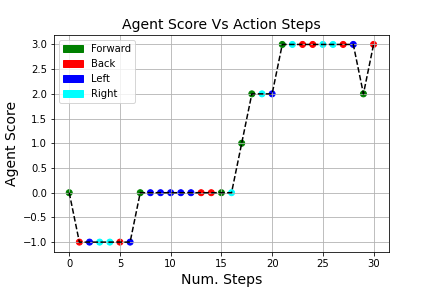 Agent Score Vs Action Steps
Forward
Back
Left
Right
Agent Score
3.0
2.5
2.0
1.5
1.0
0.5
0.0
−0.5
−1.0
0 5 10 15 20 25 30
Num. Steps